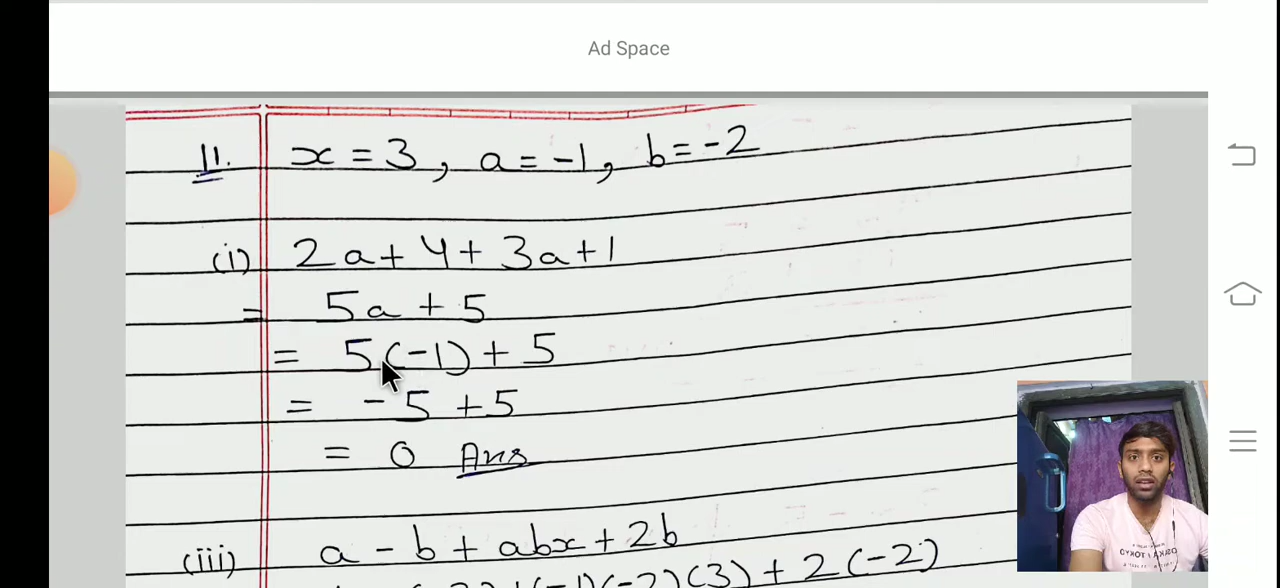 Ad Space
11. x = 3, a = -1, b = -2
(i) 2a + 4 + 3a + 1
= 5a + 5
= 5(-1) + 5
= -5 + 5
= 0 Ans
(iii) a - b + abx + 2b
(-1)(-2)(3) + 2(-2)